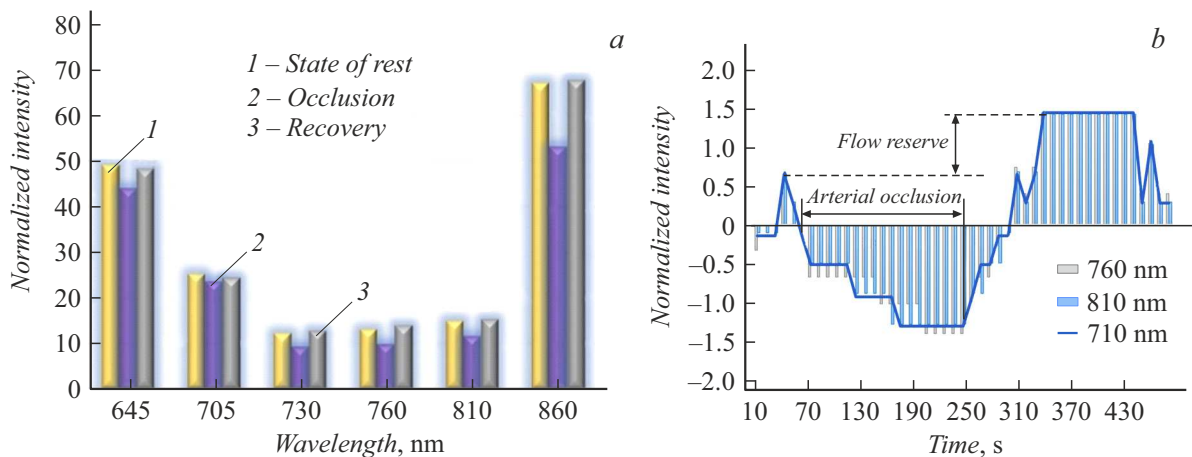 a
Normalized intensity
80
70
60
50
40
30
20
10
0
1 – State of rest
2 – Occlusion
3 – Recovery
1
2
3
645 705 730 760 810 860
Wavelength, nm
b
Normalized intensity
2.0
1.5
1.0
0.5
0
–0.5
–1.0
–1.5
–2.0
Flow reserve
Arterial occlusion
760 nm
810 nm
710 nm
10 70 130 190 250 310 370 430
Time, s